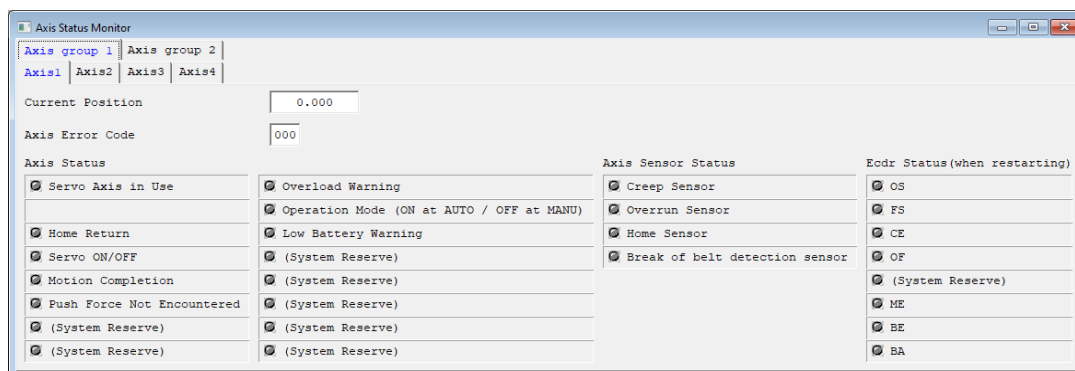 Axis Status Monitor
Axis group 1 Axis group 2
Axis1 Axis2 Axis3 Axis4
Current Position 0.000
Axis Error Code 000
Axis Status Axis Sensor Status Ecdr Status(when restarting)
Servo Axis in Use Overload Warning Creep Sensor OS
Operation Mode (ON at AUTO / OFF at MANU) Overrun Sensor FS
Home Return Low Battery Warning Home Sensor CE
Servo ON/OFF (System Reserve) Break of belt detection sensor OF
Motion Completion (System Reserve) (System Reserve)
Push Force Not Encountered (System Reserve) ME
(System Reserve) (System Reserve) BE
(System Reserve) (System Reserve) BA